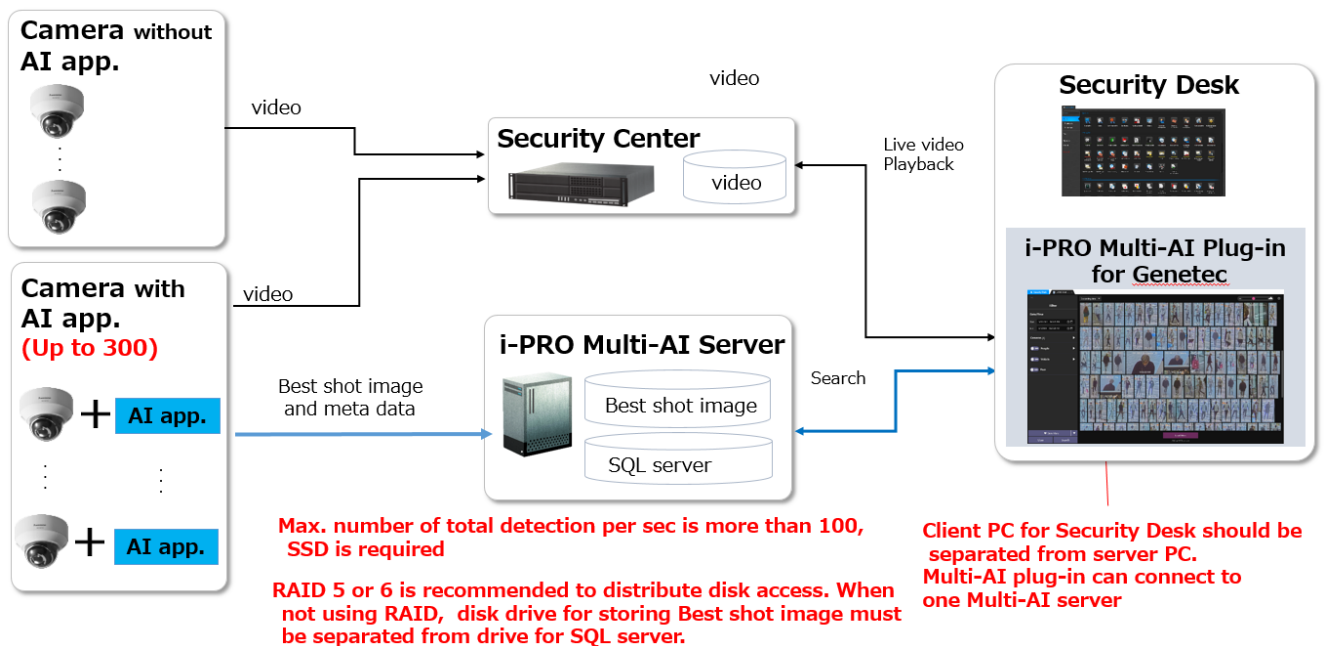 Camera without
AI app.
video
video
Security Center
video
Live video
Playback
Security Desk
i-PRO Multi-AI Plug-in
for Genetec
Camera with
AI app.
(Up to 300)
video
AI app.
AI app.
Best shot image
and meta data
i-PRO Multi-AI Server
Best shot image
SQL server
Search
Max. number of total detection per sec is more than 100,
SSD is required
RAID 5 or 6 is recommended to distribute disk access. When
not using RAID, disk drive for storing Best shot image must
be separated from drive for SQL server.
Client PC for Security Desk should be
separated from server PC.
Multi-AI plug-in can connect to
one Multi-AI server